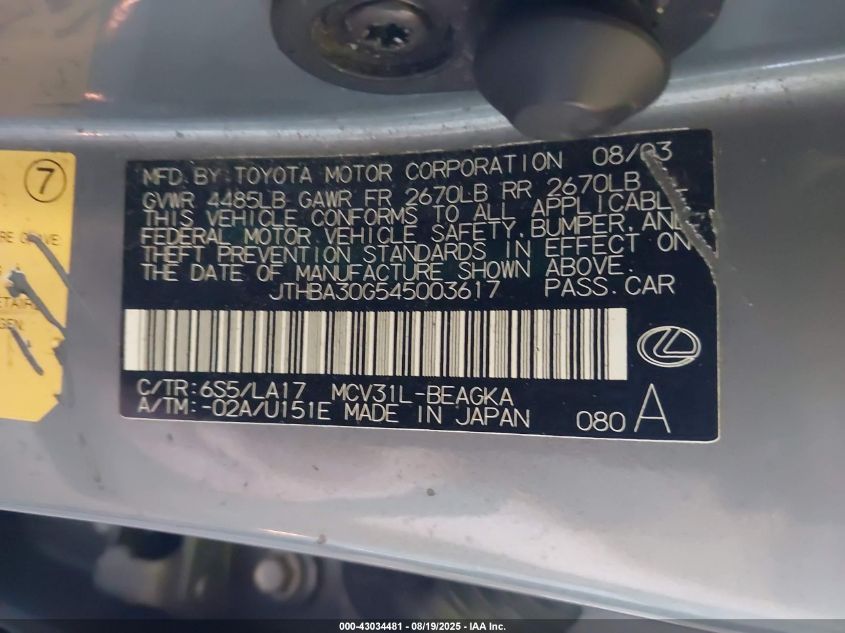 7
MFD. BY: TOYOTA MOTOR CORPORATION 08/03
GVWR 4485LB GAWR FR 2670LB RR 2670LB
THIS VEHICLE CONFORMS TO ALL APPLICABLE
FEDERAL MOTOR VEHICLE SAFETY, BUMPER, AND
THEFT PREVENTION STANDARDS IN EFFECT ON
THE DATE OF MANUFACTURE SHOWN ABOVE.
JTHBA30G545003617 PASS. CAR
C/TR: 6S5/LA17 MCV31L-BEAGKA
A/TM: -02A/U151E MADE IN JAPAN 080 A
000-43034481 - 08/19/2025 - IAA Inc.